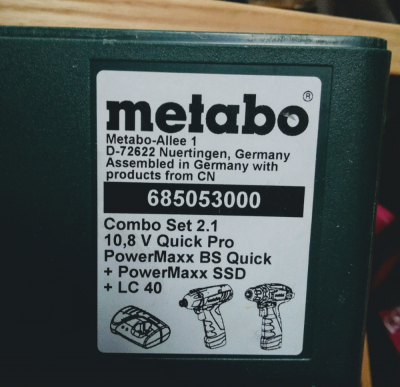 metabo®
Metabo-Allee 1
D-72622 Nuertingen, Germany
Assembled in Germany with
products from CN
685053000
Combo Set 2.1
10,8 V Quick Pro
PowerMaxx BS Quick
+ PowerMaxx SSD
+ LC 40